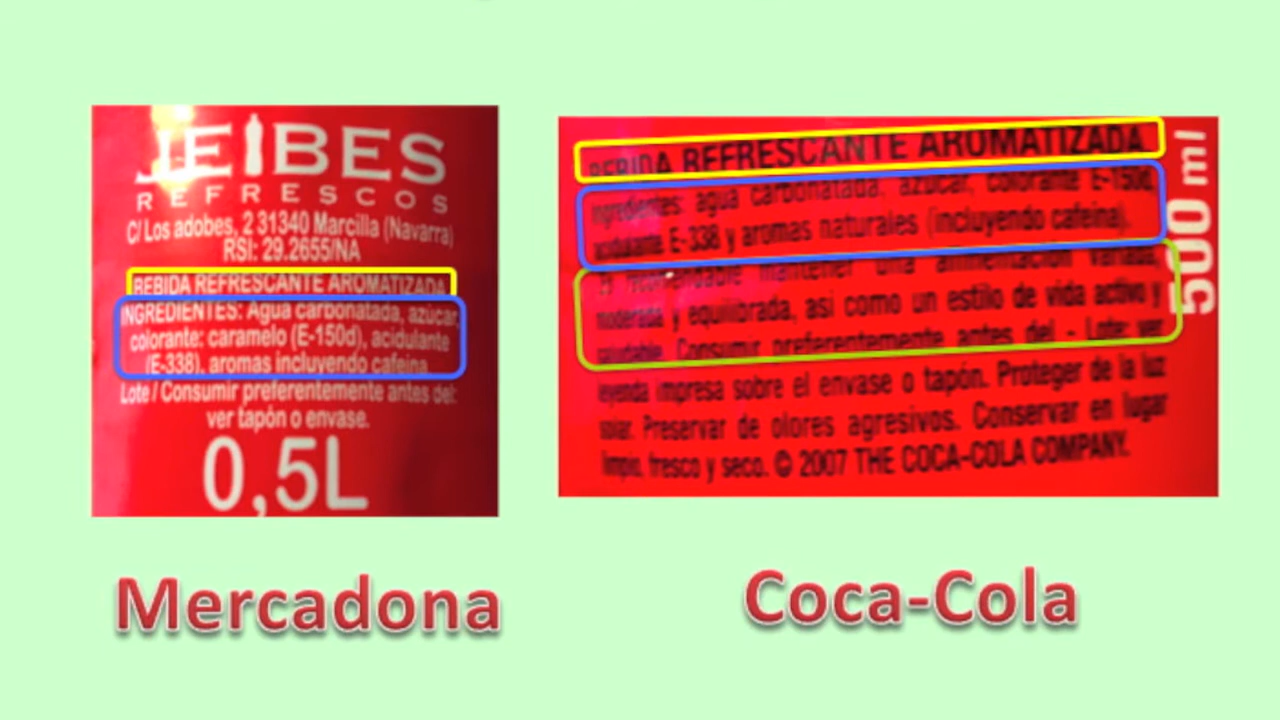 JEIBES
REFRESCOS
C/ Los adobes, 2 31340 Marcilla (Navarra)
RSI: 29.2655/NA
BEBIDA REFRESCANTE AROMATIZADA
INGREDIENTES: Agua carbonatada, azúcar,
colorante: caramelo (E-150d), acidulante
(E-338), aromas incluyendo cafeína
Lote / Consumir preferentemente antes del:
ver tapón o envase.
0,5L
Mercadona
BEBIDA REFRESCANTE AROMATIZADA
Ingredientes: agua carbonatada, azúcar, colorante E-150d,
acidulante E-338 y aromas naturales (incluyendo cafeína).
recomendable mantener una alimentación variada,
moderada y equilibrada, así como un estilo de vida activo y
saludable. Consumir preferentemente antes del - Lote: ver
leyenda impresa sobre el envase o tapón. Proteger de la luz
solar. Preservar de olores agresivos. Conservar en lugar
limpio, fresco y seco. © 2007 THE COCA-COLA COMPANY.
500 ml
Coca-Cola